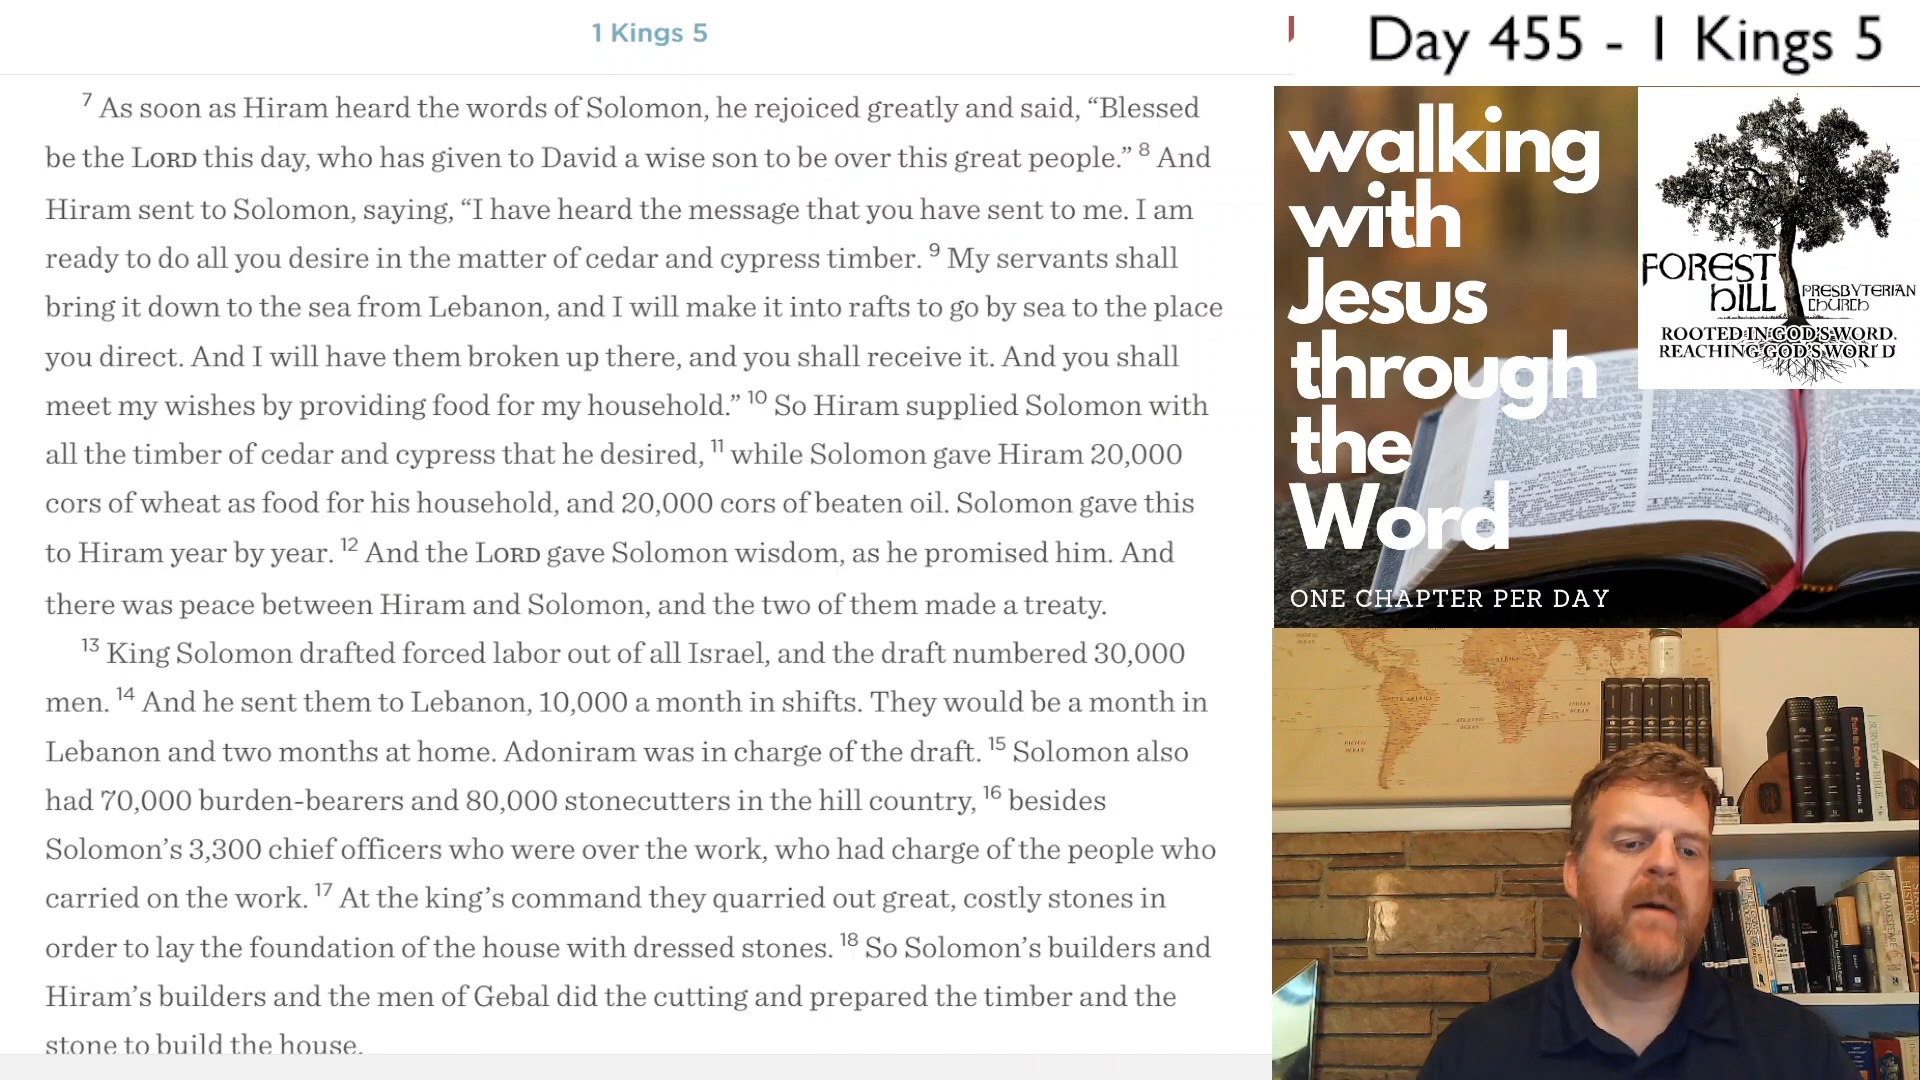 1 Kings 5
7 As soon as Hiram heard the words of Solomon, he rejoiced greatly and said, “Blessed
be the LORD this day, who has given to David a wise son to be over this great people.” 8 And
Hiram sent to Solomon, saying, “I have heard the message that you have sent to me. I am
ready to do all you desire in the matter of cedar and cypress timber. 9 My servants shall
bring it down to the sea from Lebanon, and I will make it into rafts to go by sea to the place
you direct. And I will have them broken up there, and you shall receive it. And you shall
meet my wishes by providing food for my household.” 10 So Hiram supplied Solomon with
all the timber of cedar and cypress that he desired, 11 while Solomon gave Hiram 20,000
cors of wheat as food for his household, and 20,000 cors of beaten oil. Solomon gave this
to Hiram year by year. 12 And the LORD gave Solomon wisdom, as he promised him. And
there was peace between Hiram and Solomon, and the two of them made a treaty.
13 King Solomon drafted forced labor out of all Israel, and the draft numbered 30,000
men. 14 And he sent them to Lebanon, 10,000 a month in shifts. They would be a month in
Lebanon and two months at home. Adoniram was in charge of the draft. 15 Solomon also
had 70,000 burden-bearers and 80,000 stonecutters in the hill country, 16 besides
Solomon’s 3,300 chief officers who were over the work, who had charge of the people who
carried on the work. 17 At the king’s command they quarried out great, costly stones in
order to lay the foundation of the house with dressed stones. 18 So Solomon’s builders and
Hiram’s builders and the men of Gebal did the cutting and prepared the timber and the
stone to build the house.
Day 455 - 1 Kings 5
walking
with
Jesus
through
the
Word
ONE CHAPTER PER DAY
FOREST
HILL
PRESBYTERIAN
CHURCH
ROOTED IN GOD'S WORD.
REACHING GOD'S WORLD
SOUTH AMERICA
AFRICA
ATLANTIC
OCEAN
INDIAN
OCEAN
PACIFIC
OCEAN